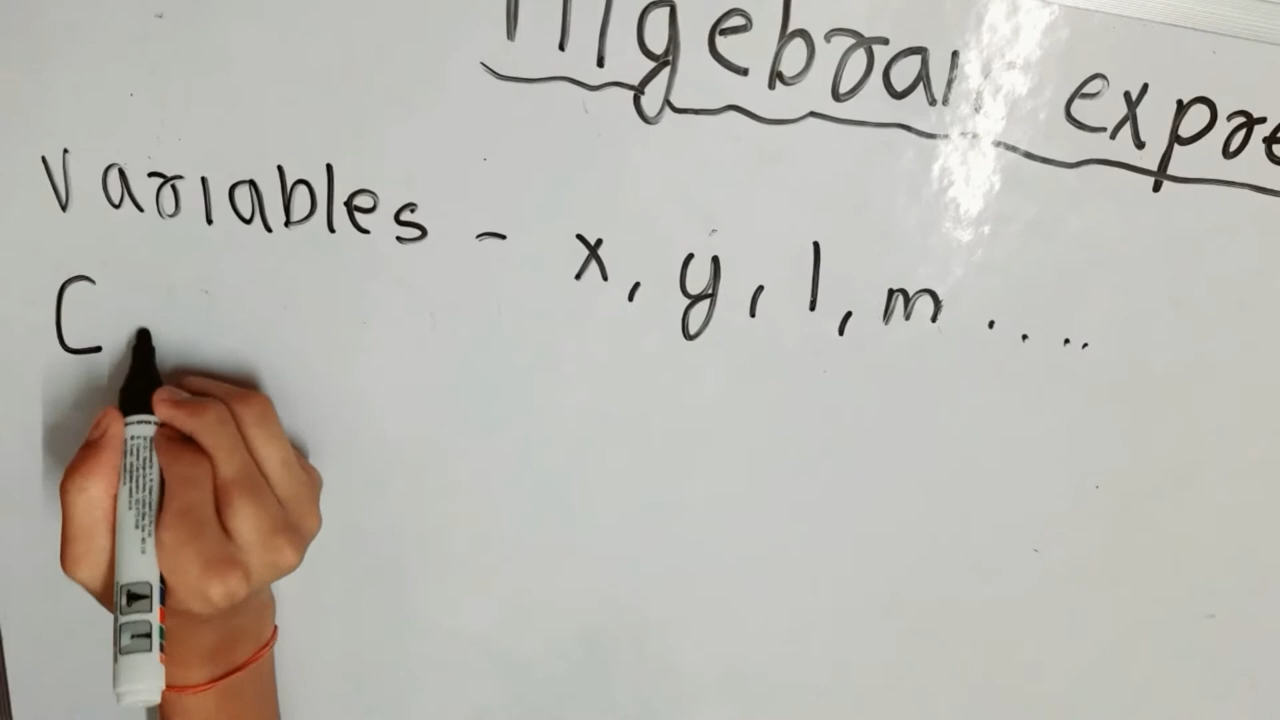 Algebraic expre
Variables - x, y, l, m .....
C